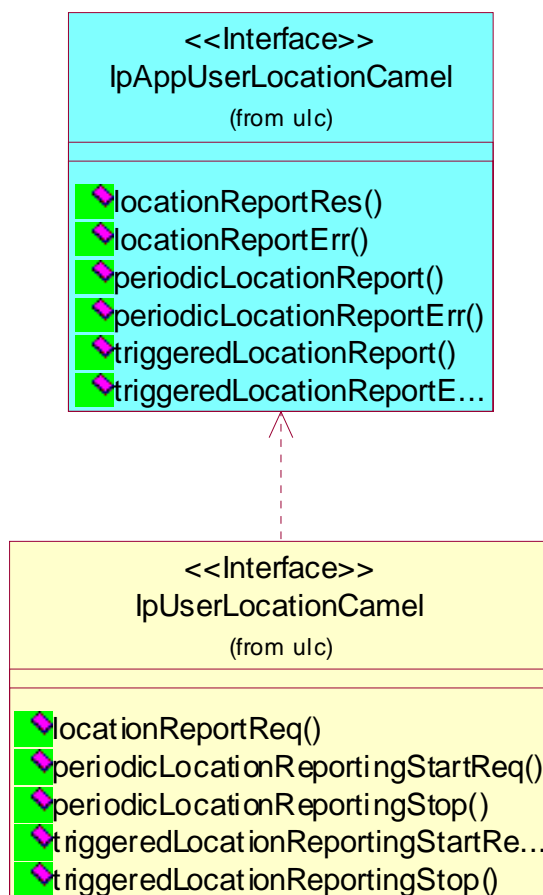 <<Interface>>
IpAppUserLocationCamel
(from ulc)
locationReportRes()
locationReportErr()
periodicLocationReport()
periodicLocationReportErr()
triggeredLocationReport()
triggeredLocationReportE...
<<Interface>>
IpUserLocationCamel
(from ulc)
locationReportReq()
periodicLocationReportingStartReq()
periodicLocationReportingStop()
triggeredLocationReportingStartRe...
triggeredLocationReportingStop()